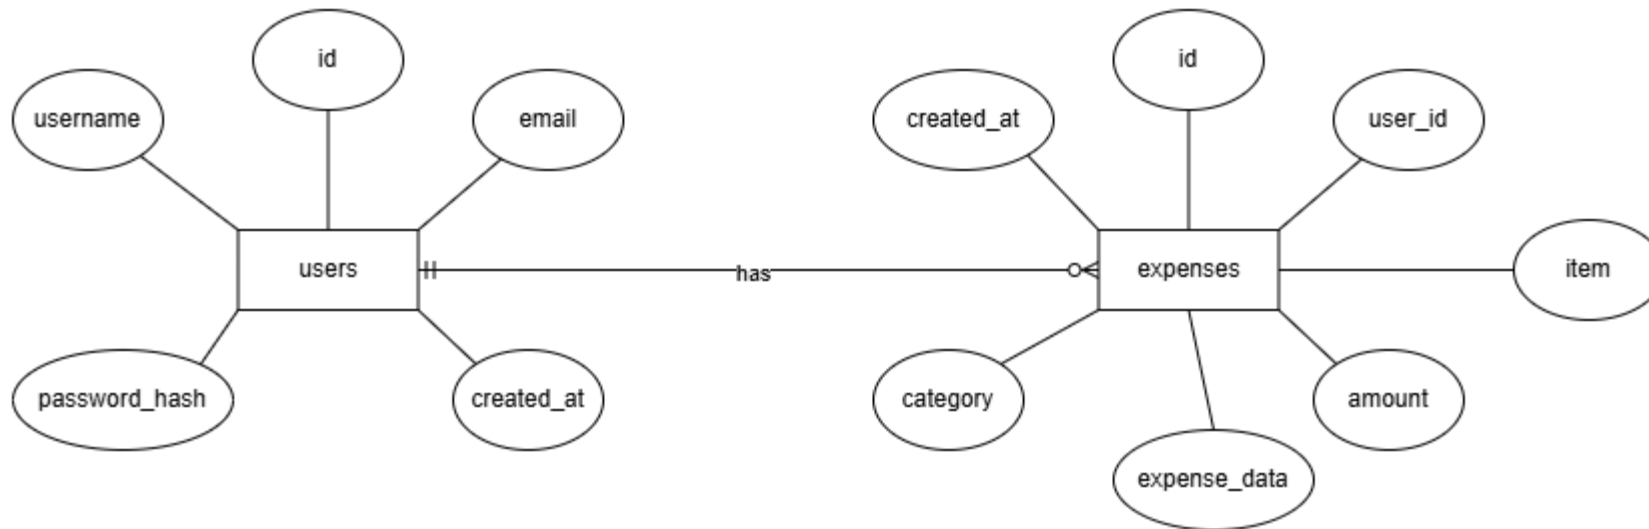 id
id
username
email
created_at
user_id
users
has
expenses
item
password_hash
created_at
category
amount
expense_data